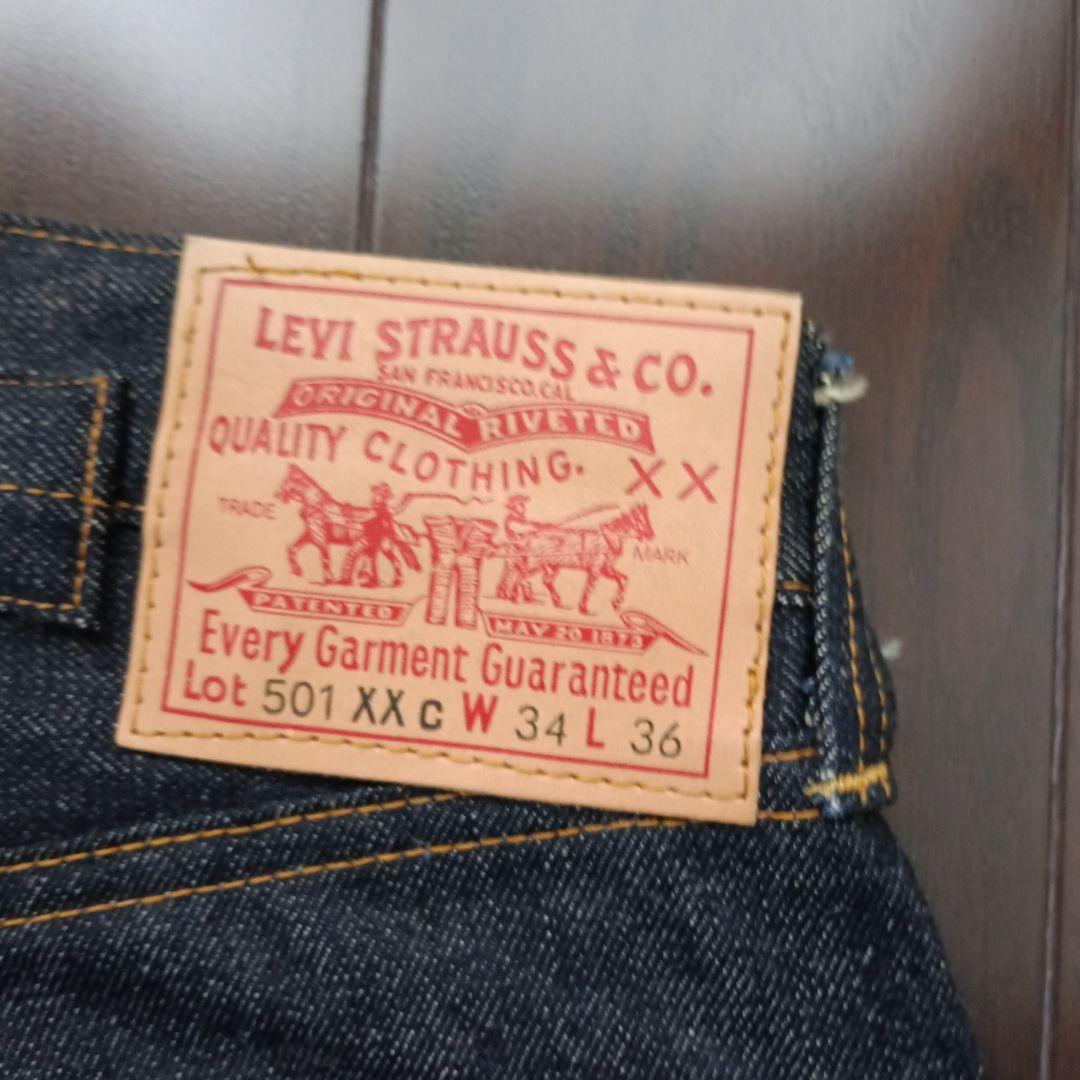 LEVI STRAUSS & CO.
SAN FRANCISCO, CAL
ORIGINAL RIVETED
QUALITY CLOTHING. XX
TRADE MARK
PATENTED MAY 20 1873
Every Garment Guaranteed
Lot 501 XX C W 34 L 36